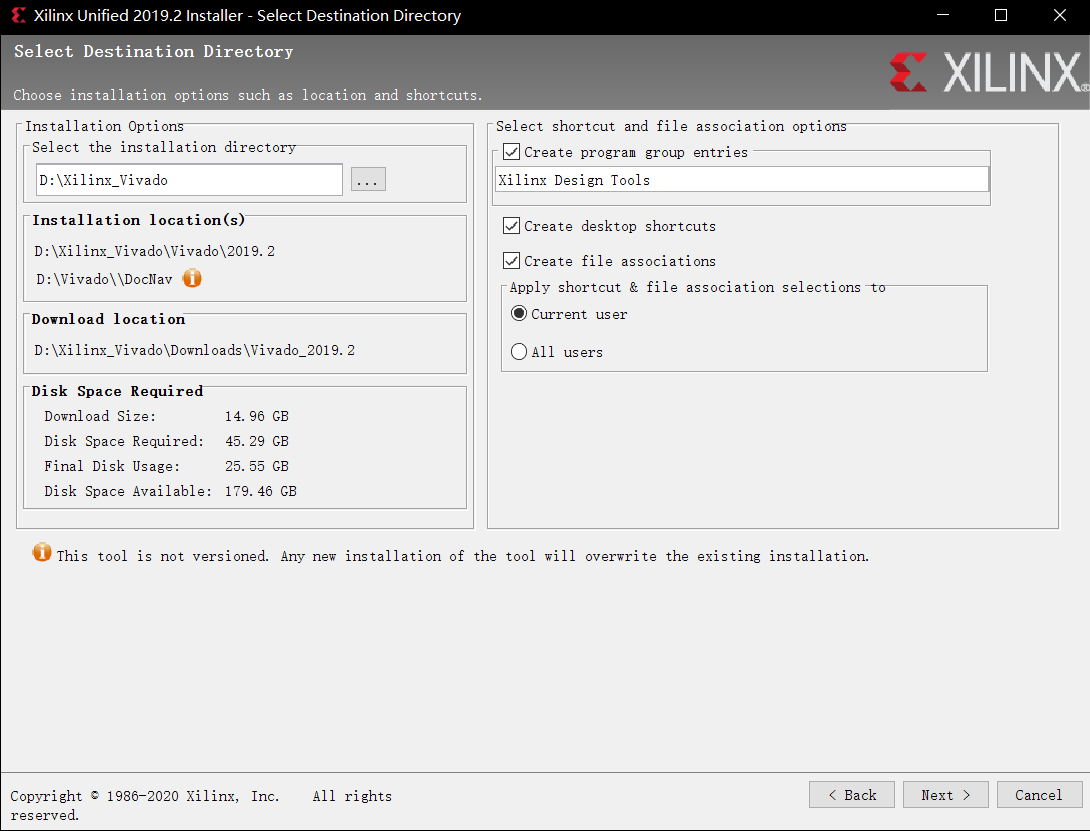 Xilinx Unified 2019.2 Installer - Select Destination Directory
Select Destination Directory
Choose installation options such as location and shortcuts.
XILINX®
Installation Options
Select the installation directory
D:\Xilinx_Vivado
...
Installation location(s)
D:\Xilinx_Vivado\Vivado\2019.2
D:\Vivado\\DocNav
Download location
D:\Xilinx_Vivado\Downloads\Vivado_2019.2
Disk Space Required
Download Size: 14.96 GB
Disk Space Required: 45.29 GB
Final Disk Usage: 25.55 GB
Disk Space Available: 179.46 GB
Select shortcut and file association options
Create program group entries
Xilinx Design Tools
Create desktop shortcuts
Create file associations
Apply shortcut & file association selections to
Current user
All users
This tool is not versioned. Any new installation of the tool will overwrite the existing installation.
Copyright © 1986-2020 Xilinx, Inc. All rights
reserved.
< Back
Next >
Cancel